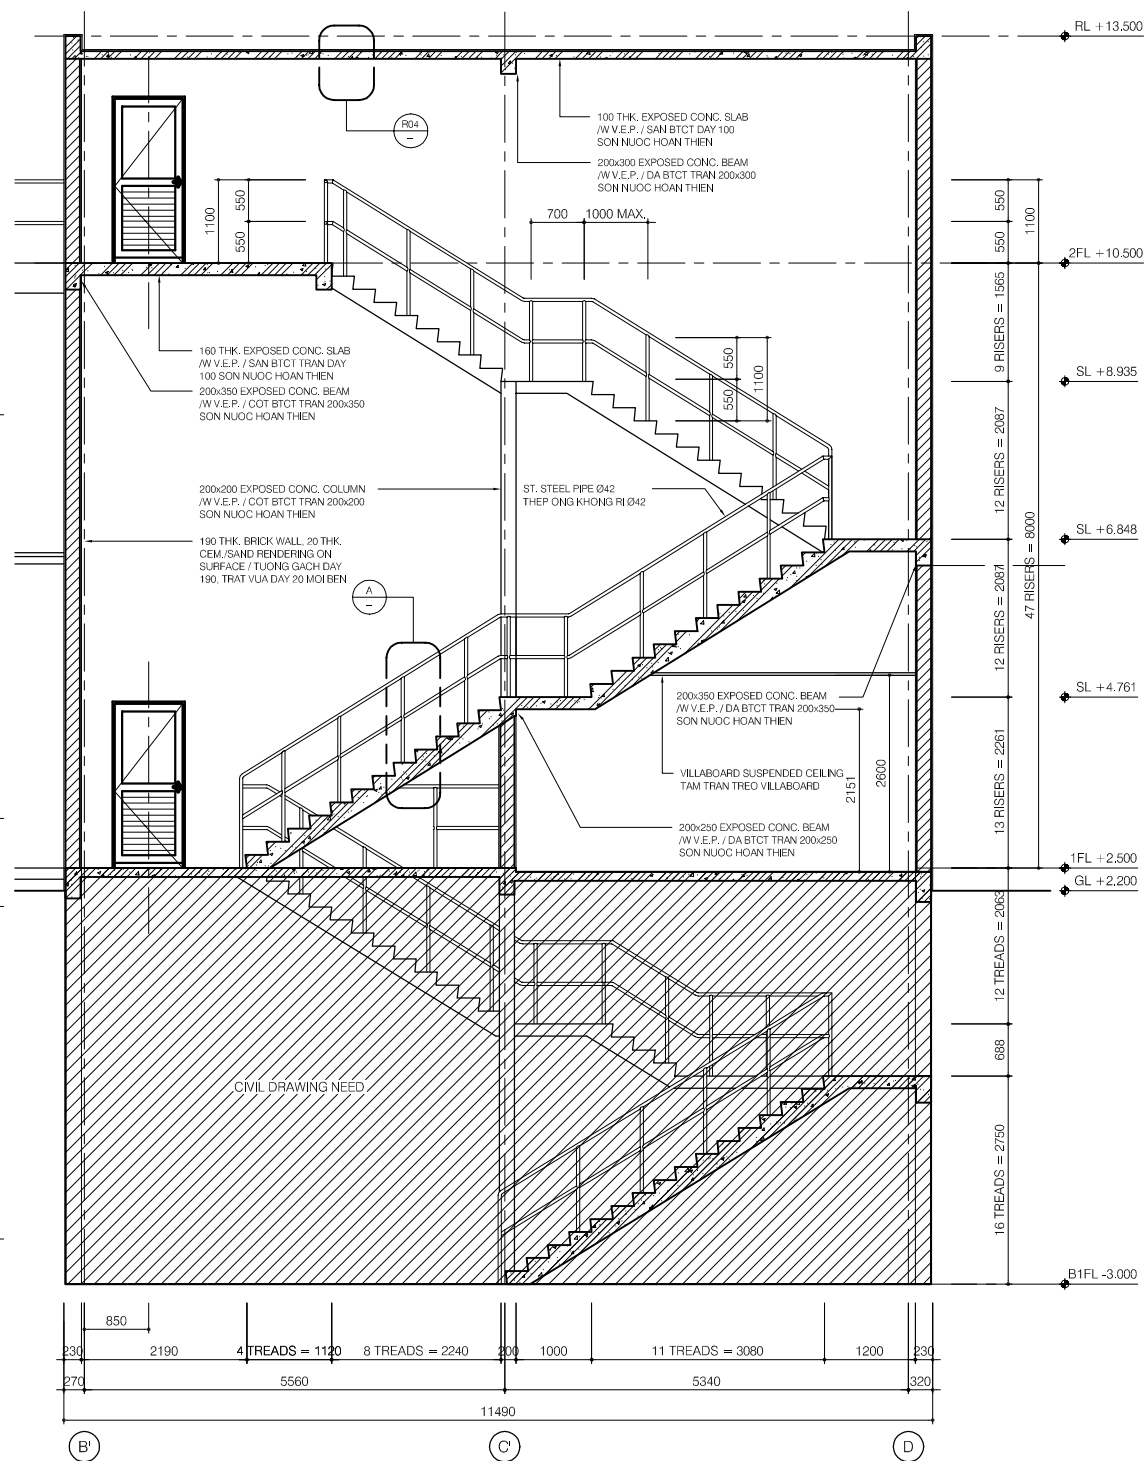 RL +13.500
R04
–
100 THK. EXPOSED CONC. SLAB
/W V.E.P. / SAN BTCT DAY 100
SON NUOC HOAN THIEN
200x300 EXPOSED CONC. BEAM
/W V.E.P. / DA BTCT TRAN 200x300
SON NUOC HOAN THIEN
1100
550
550
700
1000 MAX.
550
550
1100
2FL +10.500
9 RISERS = 1565
160 THK. EXPOSED CONC. SLAB
/W V.E.P. / SAN BTCT TRAN DAY
100 SON NUOC HOAN THIEN
200x350 EXPOSED CONC. BEAM
/W V.E.P. / COT BTCT TRAN 200x350
SON NUOC HOAN THIEN
550
550
1100
SL +8.935
12 RISERS = 2087
200x200 EXPOSED CONC. COLUMN
/W V.E.P. / COT BTCT TRAN 200x200
SON NUOC HOAN THIEN
ST. STEEL PIPE Ø42
THEP ONG KHONG RI Ø42
190 THK. BRICK WALL, 20 THK.
CEM./SAND RENDERING ON
SURFACE / TUONG GACH DAY
190, TRAT VUA DAY 20 MOI BEN
A
–
SL +6.848
47 RISERS = 8000
12 RISERS = 2087
200x350 EXPOSED CONC. BEAM
/W V.E.P. / DA BTCT TRAN 200x350
SON NUOC HOAN THIEN
SL +4.761
VILLABOARD SUSPENDED CEILING
TAM TRAN TREO VILLABOARD
2151
2600
13 RISERS = 2261
200x250 EXPOSED CONC. BEAM
/W V.E.P. / DA BTCT TRAN 200x250
SON NUOC HOAN THIEN
1FL +2.500
GL +2.200
12 TREADS = 2063
688
CIVIL DRAWING NEED
16 TREADS = 2750
B1FL -3.000
850
230
2190
4 TREADS = 1120
8 TREADS = 2240
200
1000
11 TREADS = 3080
1200
230
270
5560
5340
320
11490
B'
C'
D